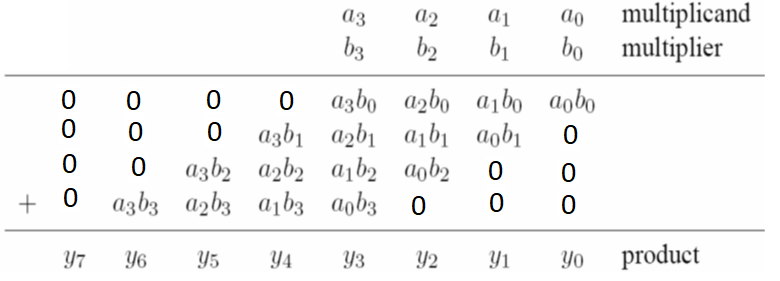 a₃ a₂ a₁ a₀ multiplicand
b₃ b₂ b₁ b₀ multiplier
0 0 0 0 a₃b₀ a₂b₀ a₁b₀ a₀b₀
0 0 0 a₃b₁ a₂b₁ a₁b₁ a₀b₁ 0
0 0 a₃b₂ a₂b₂ a₁b₂ a₀b₂ 0 0
+ 0 a₃b₃ a₂b₃ a₁b₃ a₀b₃ 0 0 0
y₇ y₆ y₅ y₄ y₃ y₂ y₁ y₀ product